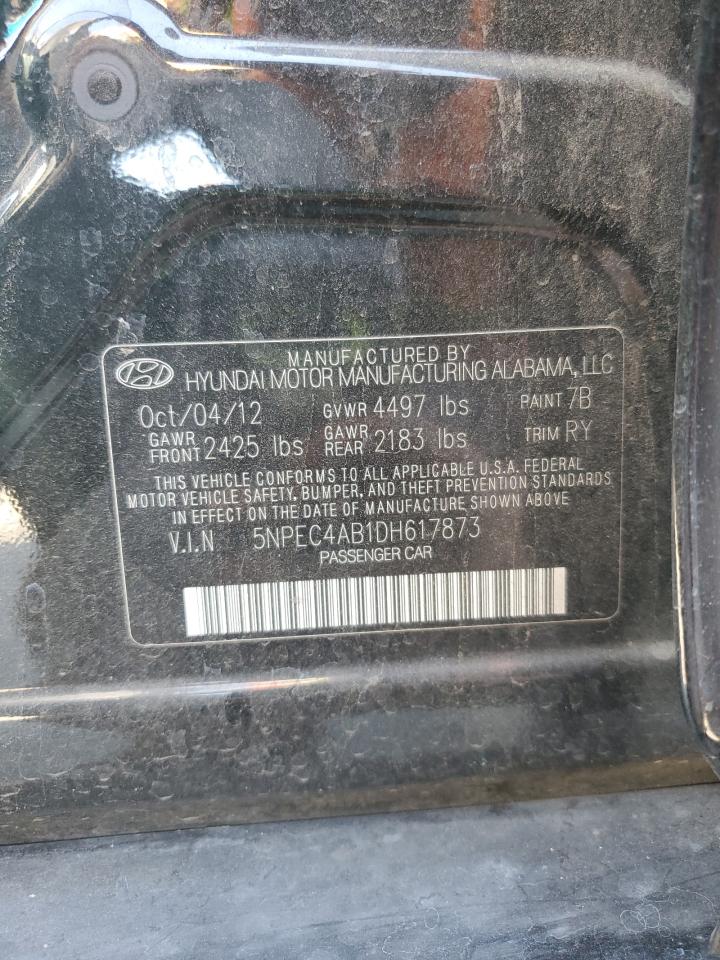 MANUFACTURED BY
HYUNDAI MOTOR MANUFACTURING ALABAMA, LLC
Oct/04/12 GVWR 4497 lbs PAINT 7B
GAWR FRONT 2425 lbs GAWR REAR 2183 lbs TRIM RY
THIS VEHICLE CONFORMS TO ALL APPLICABLE U.S.A. FEDERAL
MOTOR VEHICLE SAFETY, BUMPER, AND THEFT PREVENTION STANDARDS
IN EFFECT ON THE DATE OF MANUFACTURE SHOWN ABOVE
V.I.N 5NPEC4AB1DH617873
PASSENGER CAR